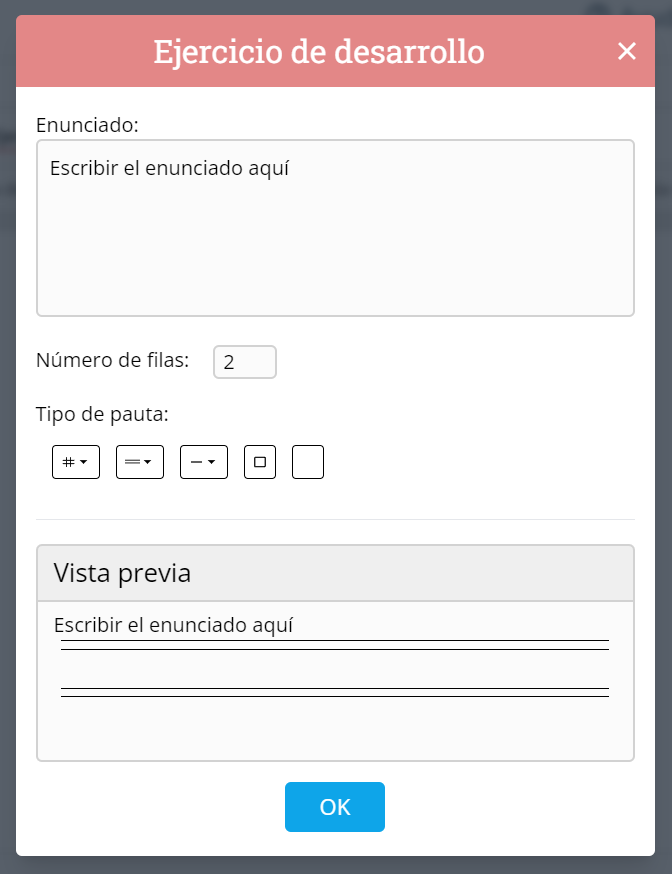 Ejercicio de desarrollo
Enunciado:
Escribir el enunciado aquí
Número de filas: 2
Tipo de pauta:
Vista previa
Escribir el enunciado aquí
OK